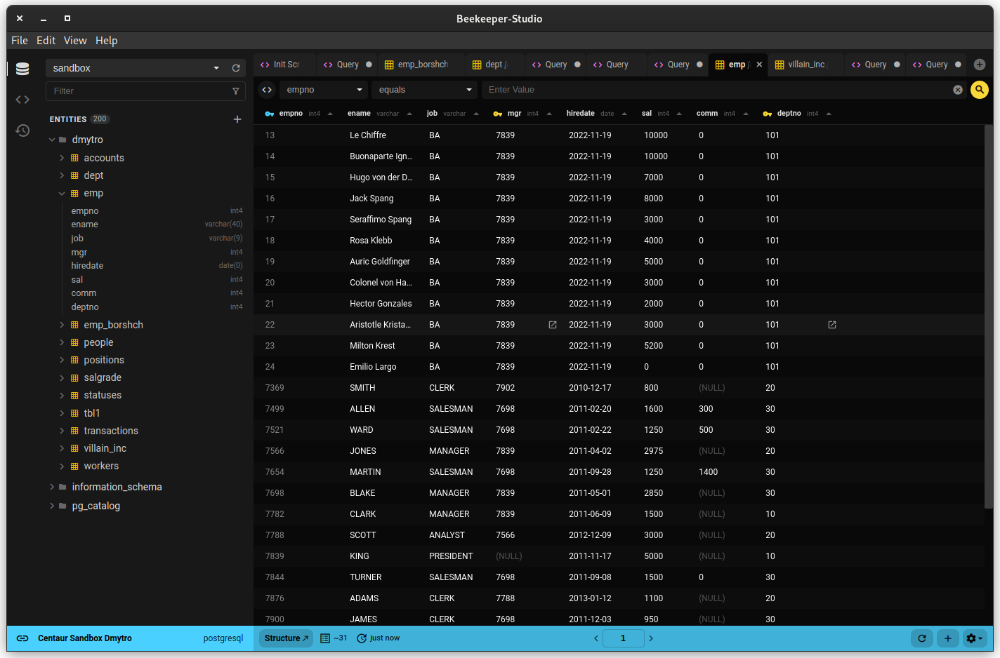 Beekeeper-Studio
File Edit View Help
sandbox
Filter
ENTITIES 200
dmytro
accounts
dept
emp
empno int4
ename varchar(40)
job varchar(9)
mgr int4
hiredate date(0)
sal int4
comm int4
deptno int4
emp_borshch
people
positions
salgrade
statuses
tbl1
transactions
villain_inc
workers
information_schema
pg_catalog
Init Scr Query emp_borshch dept Query Query Query emp villain_inc Query Query
empno equals Enter Value
empno int4 ename varchar job varchar mgr int4 hiredate date sal int4 comm int4 deptno int4
13 Le Chiffre BA 7839 2022-11-19 10000 0 101
14 Buonaparte Ign... BA 7839 2022-11-19 10000 0 101
15 Hugo von der D... BA 7839 2022-11-19 7000 0 101
16 Jack Spang BA 7839 2022-11-19 8000 0 101
17 Seraffimo Spang BA 7839 2022-11-19 3000 0 101
18 Rosa Klebb BA 7839 2022-11-19 4000 0 101
19 Auric Goldfinger BA 7839 2022-11-19 5000 0 101
20 Colonel von Ha... BA 7839 2022-11-19 3000 0 101
21 Hector Gonzales BA 7839 2022-11-19 2000 0 101
22 Aristotle Krista... BA 7839 2022-11-19 3000 0 101
23 Milton Krest BA 7839 2022-11-19 5200 0 101
24 Emilio Largo BA 7839 2022-11-19 0 0 101
7369 SMITH CLERK 7902 2010-12-17 800 (NULL) 20
7499 ALLEN SALESMAN 7698 2011-02-20 1600 300 30
7521 WARD SALESMAN 7698 2011-02-22 1250 500 30
7566 JONES MANAGER 7839 2011-04-02 2975 (NULL) 20
7654 MARTIN SALESMAN 7698 2011-09-28 1250 1400 30
7698 BLAKE MANAGER 7839 2011-05-01 2850 (NULL) 30
7782 CLARK MANAGER 7839 2011-06-09 1500 (NULL) 10
7788 SCOTT ANALYST 7566 2012-12-09 3000 (NULL) 20
7839 KING PRESIDENT (NULL) 2011-11-17 5000 (NULL) 10
7844 TURNER SALESMAN 7698 2011-09-08 1500 0 30
7876 ADAMS CLERK 7788 2013-01-12 1100 (NULL) 20
7900 JAMES CLERK 7698 2011-12-03 950 (NULL) 30
Centaur Sandbox Dmytro postgresql Structure ~31 just now 1